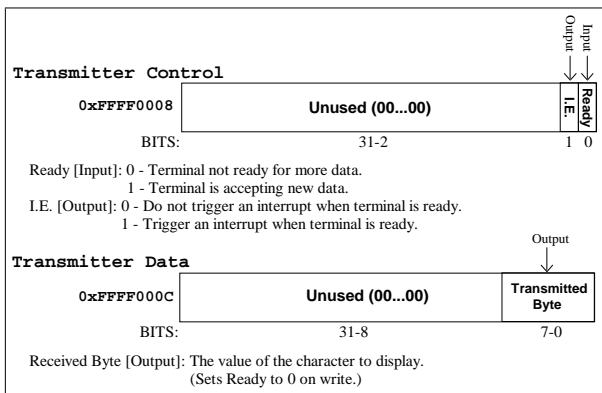 Output
Input
Transmitter Control
0xFFFF0008
Unused (00...00)
I.E.
Ready
BITS:
31-2
1
0
Ready [Input]: 0 - Terminal not ready for more data.
1 - Terminal is accepting new data.
I.E. [Output]: 0 - Do not trigger an interrupt when terminal is ready.
1 - Trigger an interrupt when terminal is ready.
Output
Transmitter Data
0xFFFF000C
Unused (00...00)
Transmitted
Byte
BITS:
31-8
7-0
Received Byte [Output]: The value of the character to display.
(Sets Ready to 0 on write.)